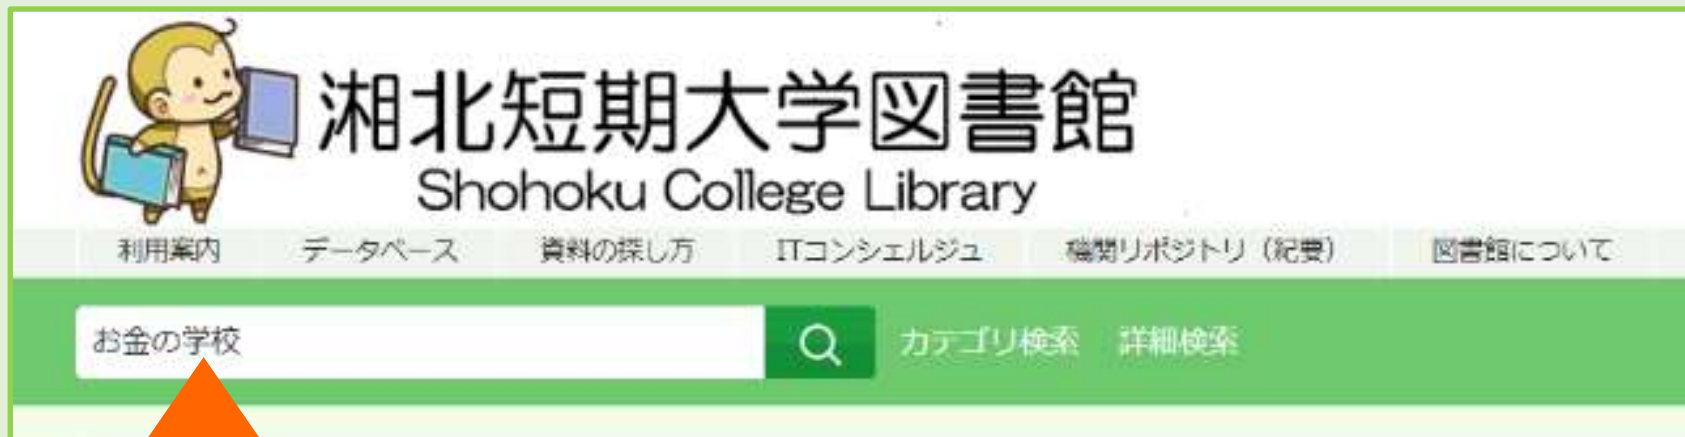 湘北短期大学図書館
Shohoku College Library
利用案内 データベース 資料の探し方 ITコンシェルジュ 機関リポジトリ（紀要） 図書館について
お金の学校 カテゴリ検索 詳細検索